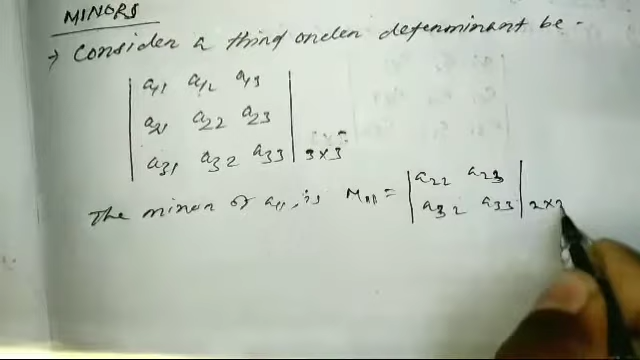 MINORS
→ Consider a third order determinant be -
| a11 a12 a13 |
| a21 a22 a23 |
| a31 a32 a33 | 3×3
The minor of a11, is M11 = | a22 a23 |
| a32 a33 | 2×2